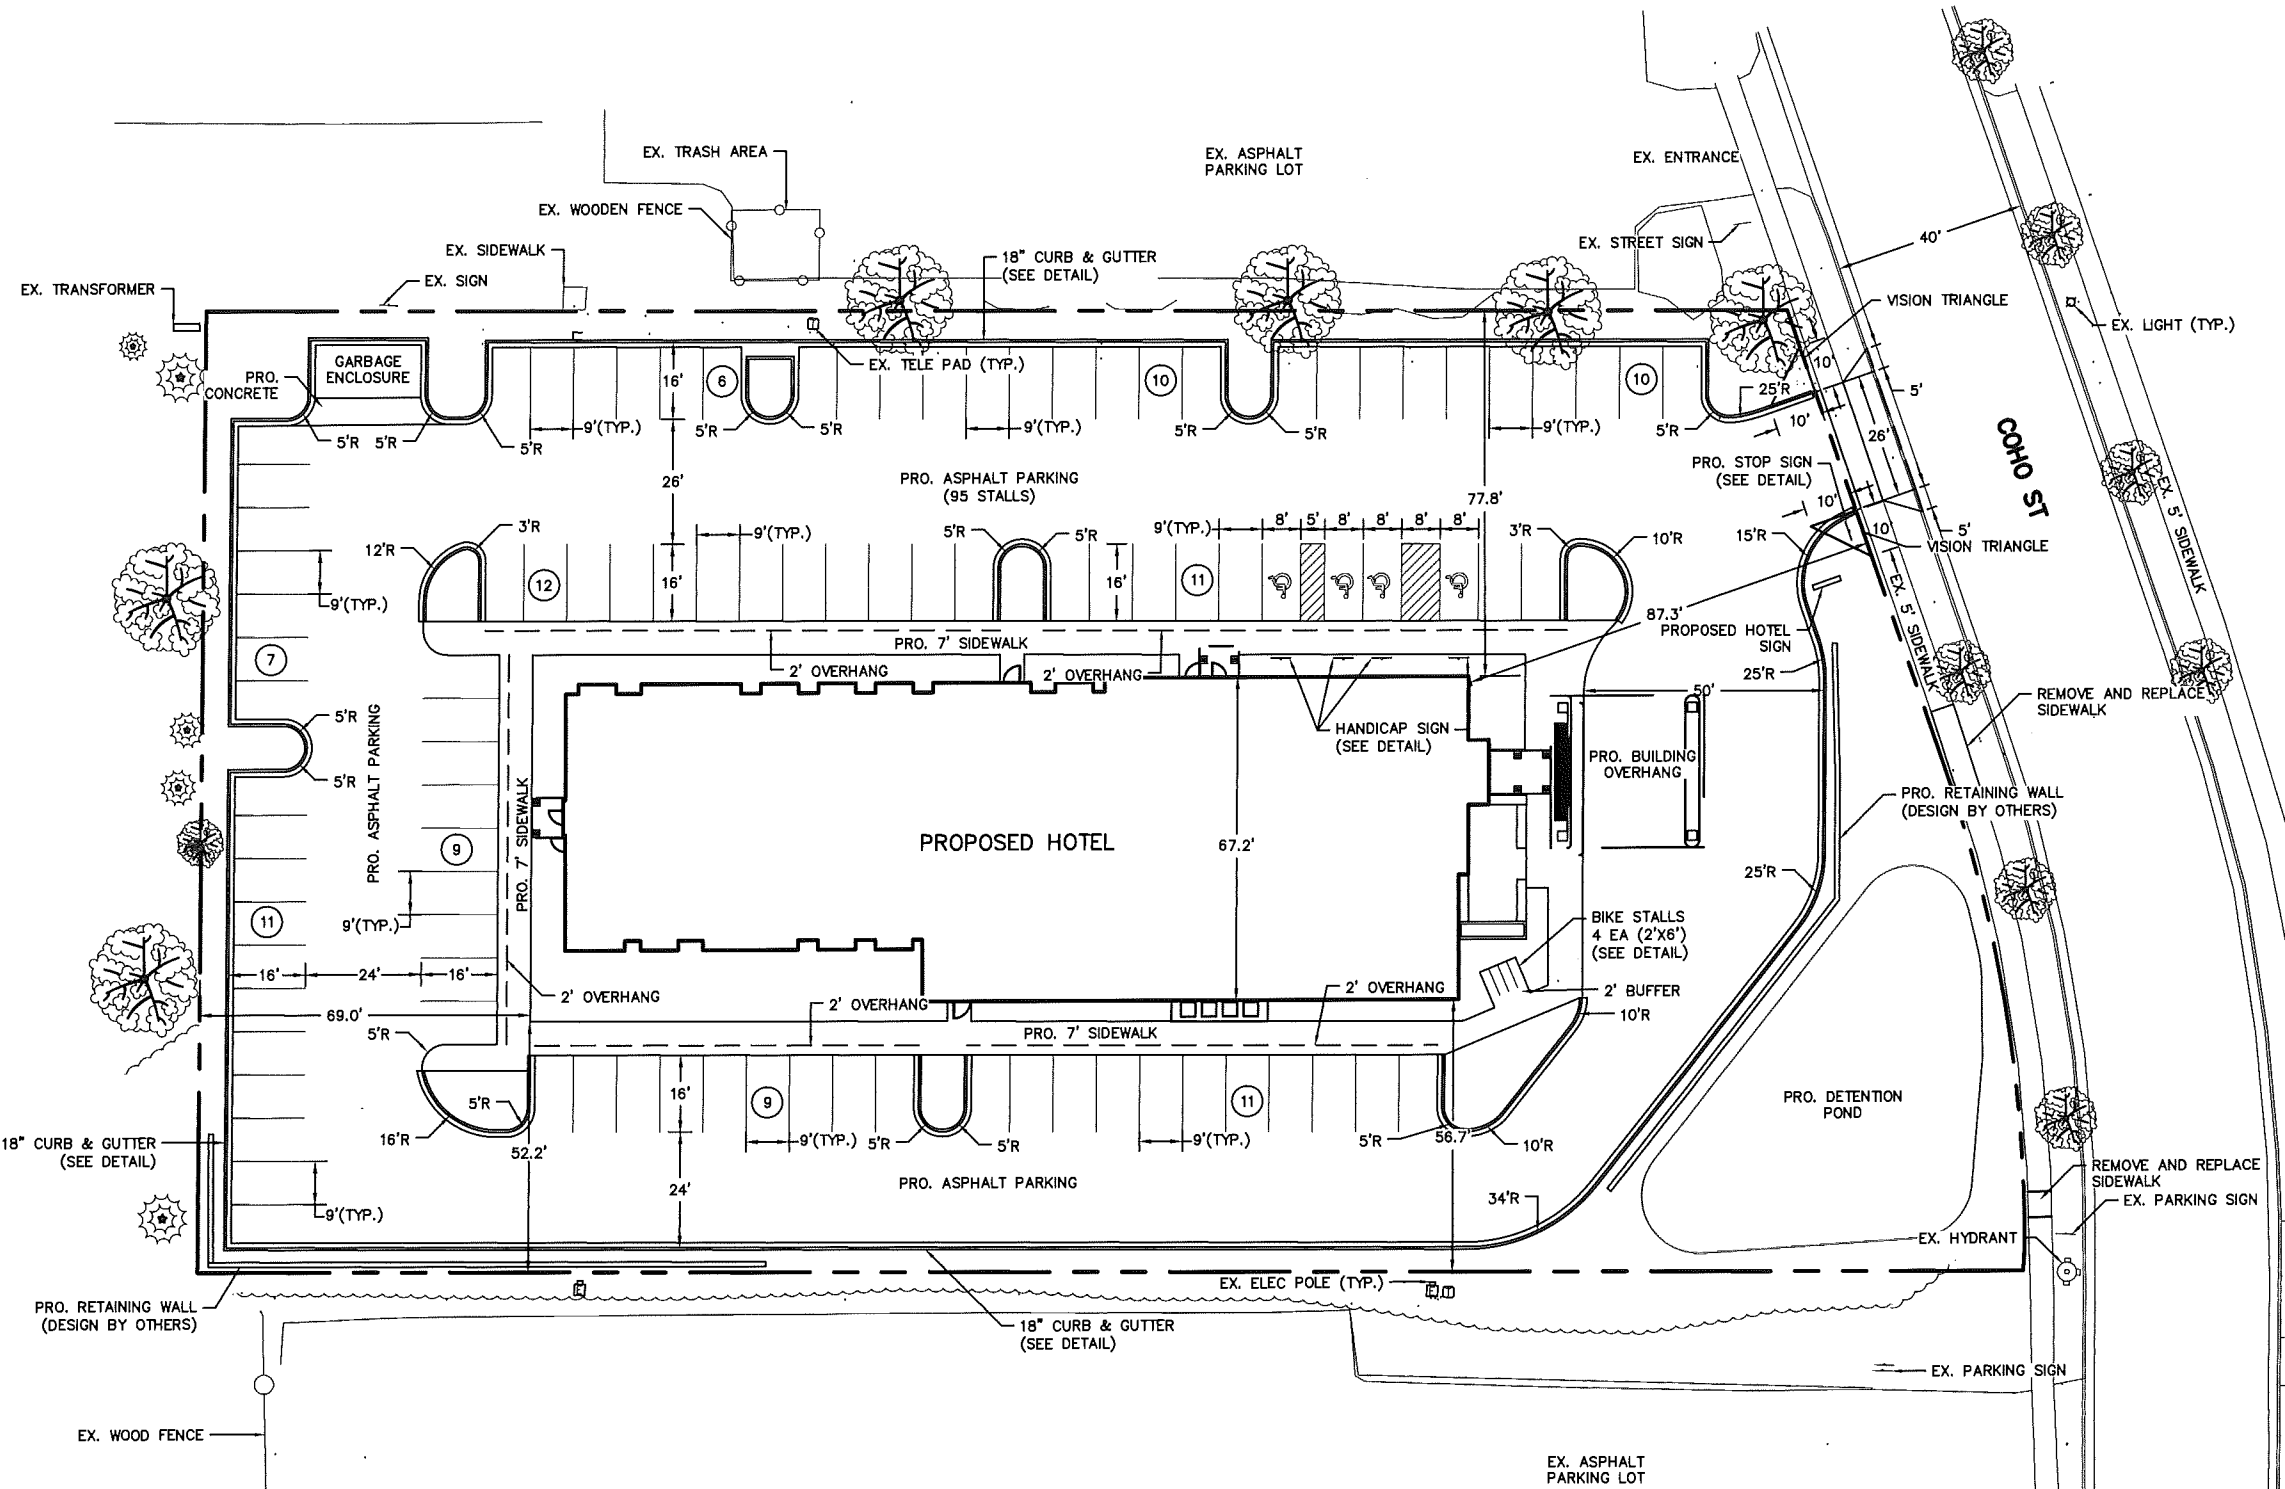 EX. TRASH AREA
EX. ASPHALT
PARKING LOT
EX. ENTRANCE
EX. WOODEN FENCE
EX. SIDEWALK
18" CURB & GUTTER
(SEE DETAIL)
EX. STREET SIGN
40'
EX. TRANSFORMER
EX. SIGN
VISION TRIANGLE
EX. LIGHT (TYP.)
GARBAGE
ENCLOSURE
PRO.
CONCRETE
EX. TELE PAD (TYP.)
16'
6
10
10
10'
25'R
5'
5'R
5'R
5'R
9'(TYP.)
5'R
5'R
9'(TYP.)
5'R
5'R
9'(TYP.)
5'R
10'
26'
COHO ST
PRO. ASPHALT PARKING
(95 STALLS)
26'
77.8'
PRO. STOP SIGN
(SEE DETAIL)
10'
EX. 5' SIDEWALK
12'R
3'R
9'(TYP.)
5'R
5'R
9'(TYP.)
8'
5'
8'
8'
8'
8'
3'R
10'R
15'R
10'
5'
VISION TRIANGLE
12
16'
16'
11
9'(TYP.)
EX. 5' SIDEWALK
87.3'
PROPOSED HOTEL
SIGN
7
PRO. 7' SIDEWALK
2' OVERHANG
2' OVERHANG
25'R
50'
REMOVE AND REPLACE
SIDEWALK
5'R
5'R
PRO. ASPHALT PARKING
PRO. 7' SIDEWALK
HANDICAP SIGN
(SEE DETAIL)
PRO. BUILDING
OVERHANG
PRO. RETAINING WALL
(DESIGN BY OTHERS)
PROPOSED HOTEL
67.2'
9
25'R
11
9'(TYP.)
BIKE STALLS
4 EA (2'X6')
(SEE DETAIL)
16'
24'
16'
2' OVERHANG
2' OVERHANG
2' OVERHANG
2' BUFFER
69.0'
5'R
PRO. 7' SIDEWALK
10'R
16'
9
11
5'R
16'R
9'(TYP.)
5'R
5'R
9'(TYP.)
5'R
56.7'
10'R
PRO. DETENTION
POND
18" CURB & GUTTER
(SEE DETAIL)
52.2'
24'
PRO. ASPHALT PARKING
34'R
REMOVE AND REPLACE
SIDEWALK
EX. PARKING SIGN
9'(TYP.)
EX. HYDRANT
EX. ELEC POLE (TYP.)
E
E
T
PRO. RETAINING WALL
(DESIGN BY OTHERS)
18" CURB & GUTTER
(SEE DETAIL)
EX. PARKING SIGN
EX. WOOD FENCE
EX. ASPHALT
PARKING LOT